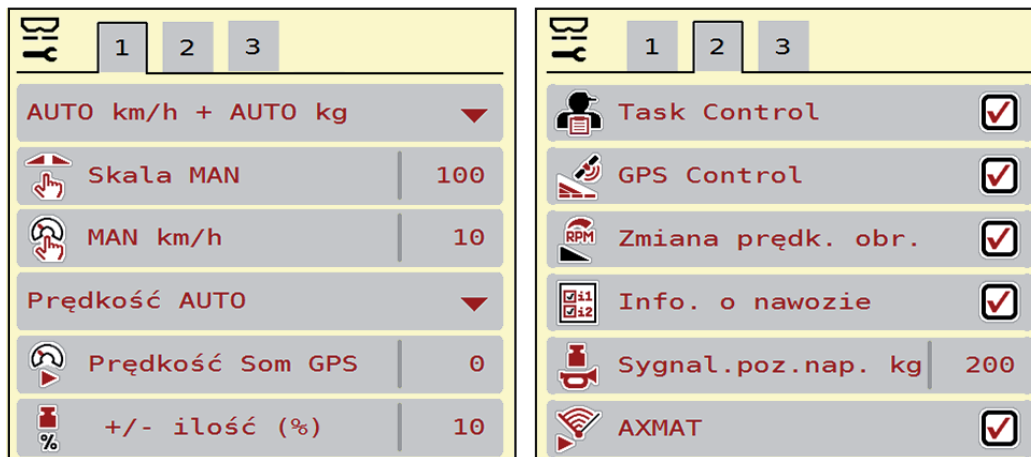 1 2 3
AUTO km/h + AUTO kg
Skala MAN 100
MAN km/h 10
Prędkość AUTO
Prędkość Som GPS 0
% +/- ilość (%) 10
1 2 3
Task Control
GPS Control
RPM Zmiana prędk. obr.
i1
i2
Info. o nawozie
Sygnal.poz.nap. kg 200
AXMAT